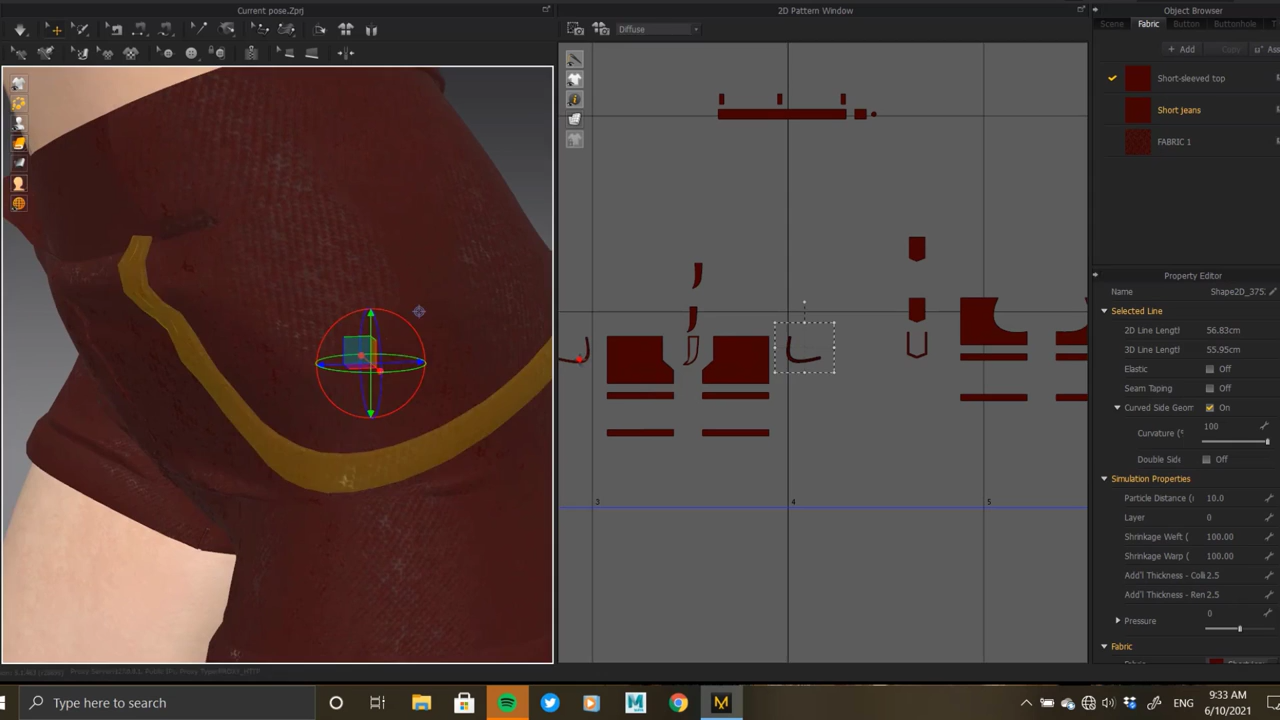 Current pose.Zprj
2D Pattern Window
Object Browser
Diffuse
Scene Fabric Button Buttonhole
+ Add Copy Ass
Short-sleeved top
Short jeans
FABRIC 1
Property Editor
Name Shape2D_375
Selected Line
2D Line Lengtl 56.83cm
3D Line Lengtl 55.95cm
Elastic Off
Seam Taping Off
Curved Side Geom On
Curvature (% 100
Double Side Off
3 4 5
Simulation Properties
Particle Distance (r 10.0
Layer 0
Shrinkage Weft ( 100.00
Shrinkage Warp ( 100.00
Add'l Thickness - Colli 2.5
Add'l Thickness - Ren 2.5
Pressure 0
Fabric
Type here to search
ENG
9:33 AM
6/10/2021